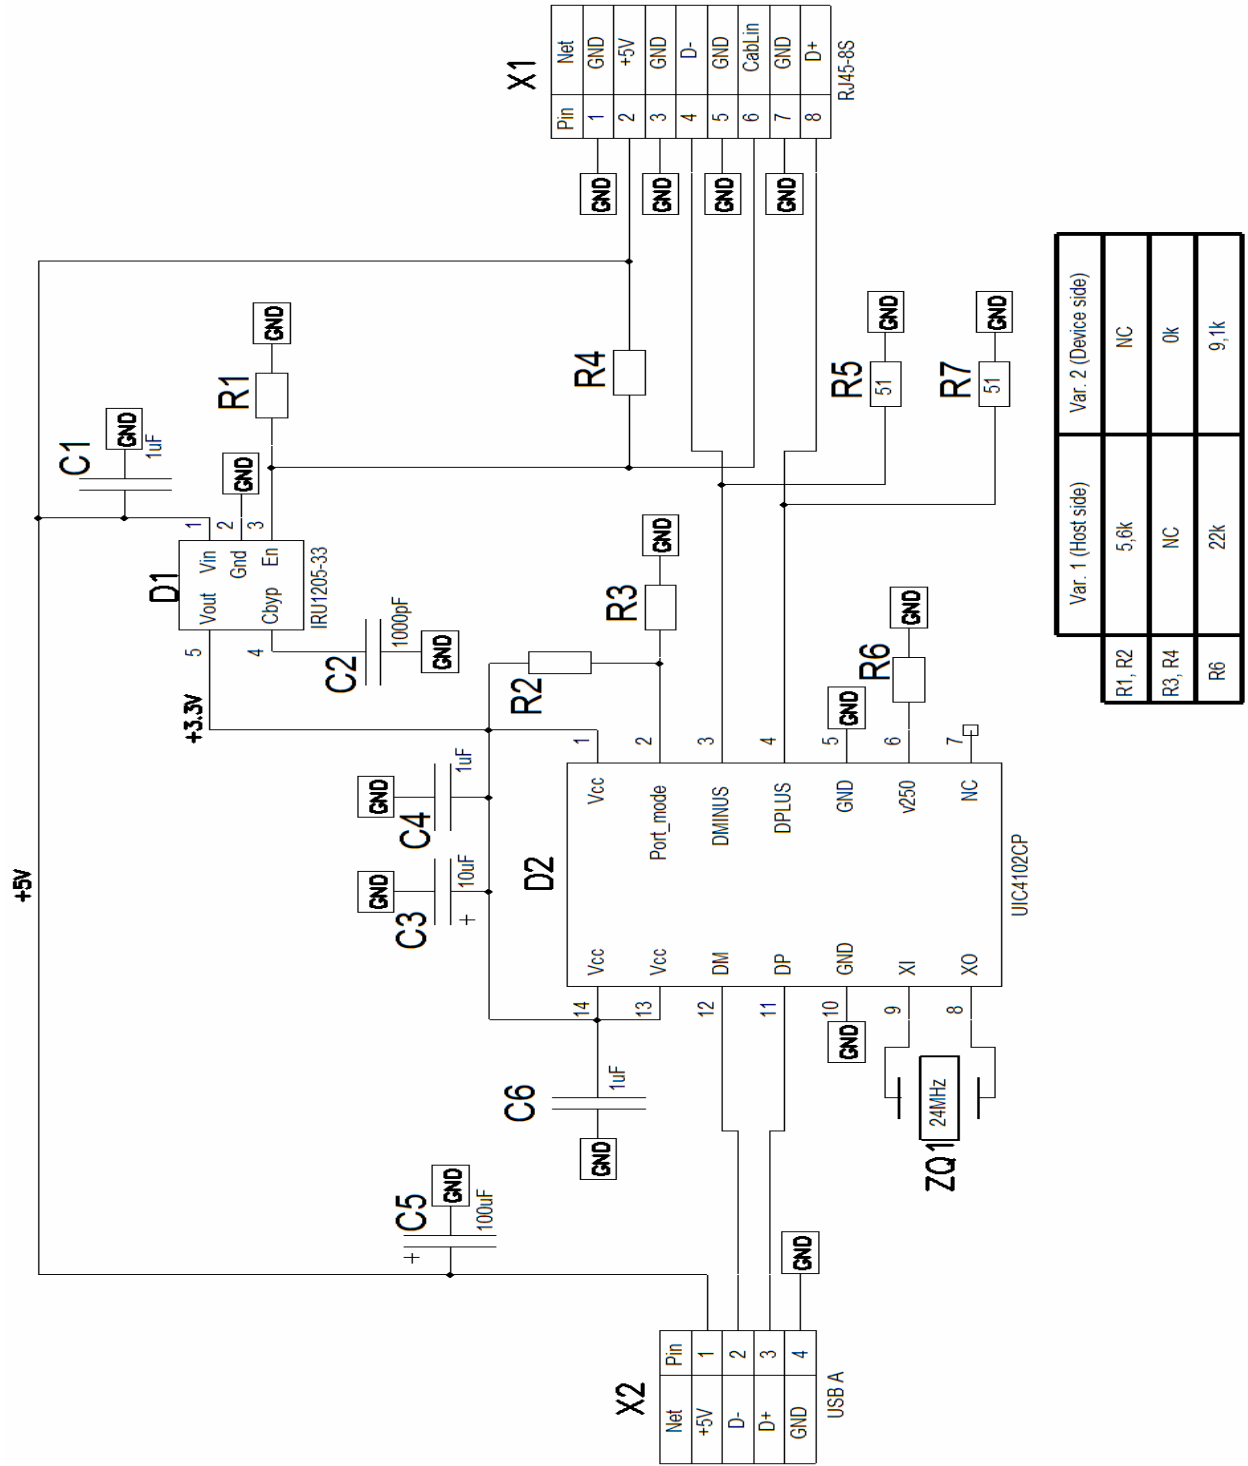 +5V
C1
GND
1uF
D1
1
Vin
2
Gnd
3
En
Vout
5
Cbyp
4
IRU1205-33
GND
R1
GND
+3.3V
C2
1000pF
GND
X1
Pin Net
1 GND
2 +5V
3 GND
4 D-
5 GND
6 CabLin
7 GND
8 D+
RJ45-8S
GND
GND
GND
GND
R4
R5
51
GND
R7
51
GND
R2
R3
GND
R6
GND
GND
C4
1uF
GND
C3
+
10uF
GND
D2
Vcc 1
Port_mode 2
DMINUS 3
DPLUS 4
GND 5
v250 6
NC 7
14 Vcc
13 Vcc
12 DM
11 DP
10 GND
9 XI
8 XO
UIC4102CP
GND
C6
1uF
GND
C5
+
100uF
GND
ZQ1
24MHz
X2
Net Pin
+5V 1
D- 2
D+ 3
GND 4
USB A
GND
Var. 1 (Host side) Var. 2 (Device side)
R1, R2 5,6k NC
R3, R4 NC 0k
R6 22k 9,1k